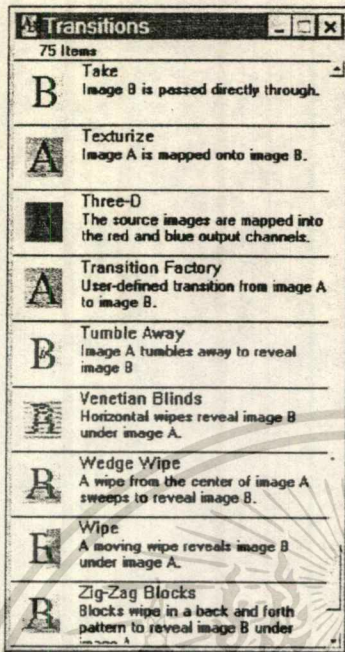 Transitions
75 Items
Take
Image B is passed directly through.
Texturize
Image A is mapped onto image B.
Three-D
The source images are mapped into
the red and blue output channels.
Transition Factory
User-defined transition from image A
to image B.
Tumble Away
Image A tumbles away to reveal
image B
Venetian Blinds
Horizontal wipes reveal image B
under image A.
Wedge Wipe
A wipe from the center of image A
sweeps to reveal image B.
Wipe
A moving wipe reveals image B
under image A.
Zig-Zag Blocks
Blocks wipe in a back and forth
pattern to reveal image B under
image A.